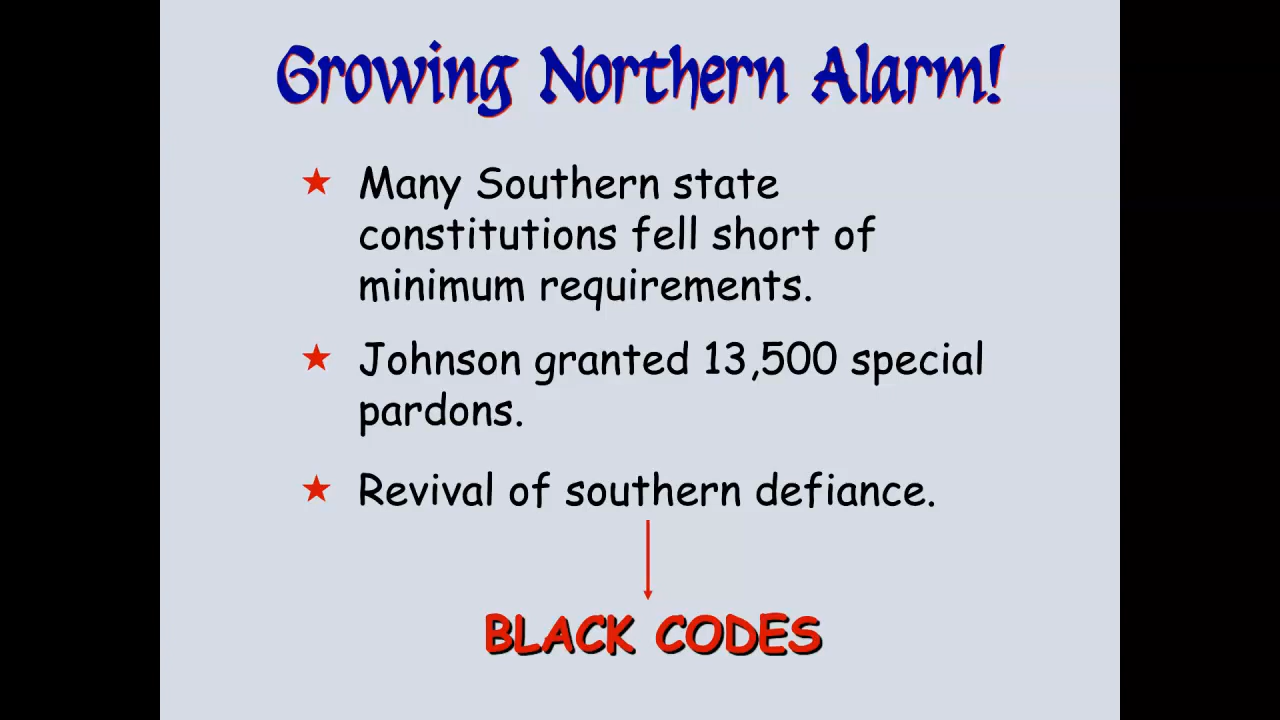 Growing Northern Alarm!
Many Southern state
constitutions fell short of
minimum requirements.
Johnson granted 13,500 special
pardons.
Revival of southern defiance.
BLACK CODES